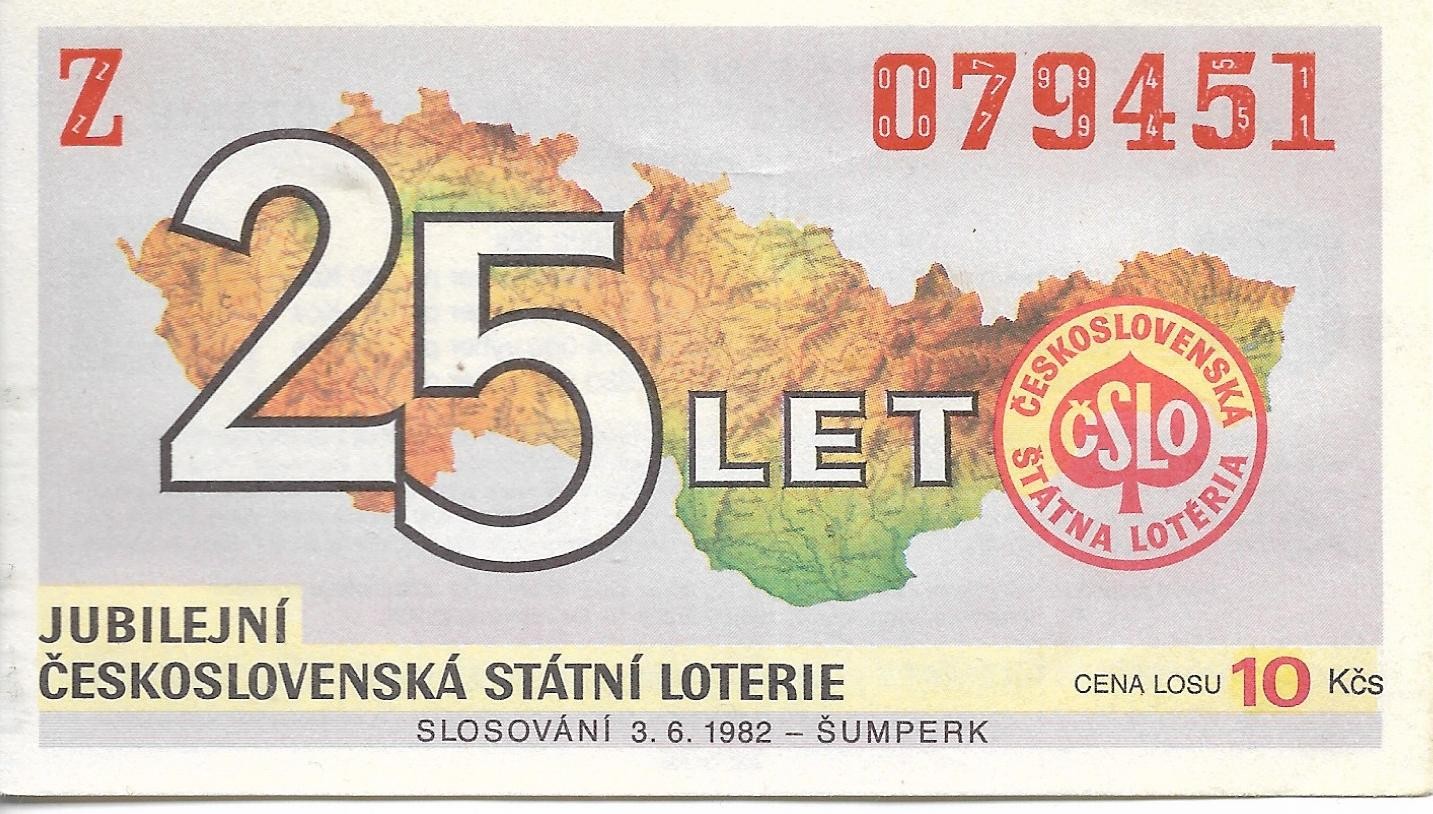 Z 079451
25 LET
ČESKOSLOVENSKÁ
ČSLO
ŠTÁTNA LOTÉRIA
JUBILEJNÍ
ČESKOSLOVENSKÁ STÁTNÍ LOTERIE
CENA LOSU 10 KČS
SLOSOVÁNÍ 3. 6. 1982 – ŠUMPERK